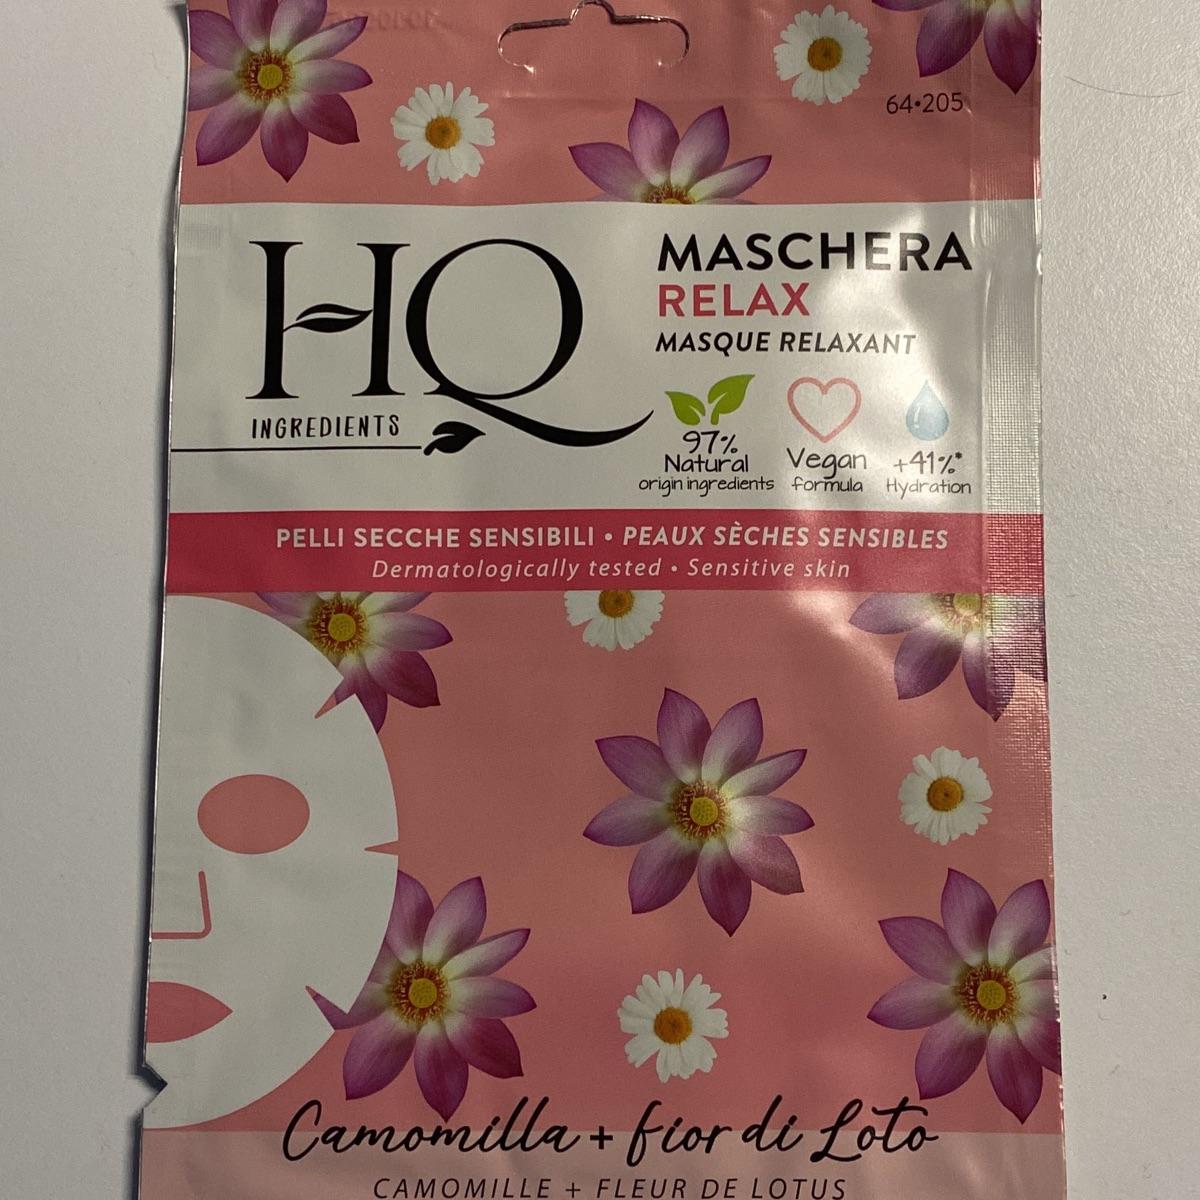 64•205
HQ
INGREDIENTS
MASCHERA
RELAX
MASQUE RELAXANT
97%
Natural
origin ingredients
Vegan
formula
+41%*
Hydration
PELLI SECCHE SENSIBILI • PEAUX SÈCHES SENSIBLES
Dermatologically tested • Sensitive skin
Camomilla + fior di Loto
CAMOMILLE + FLEUR DE LOTUS